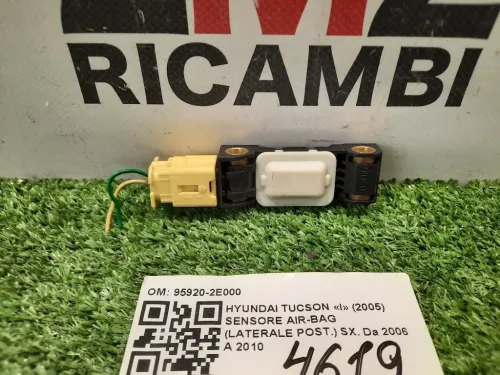 RICAMBI
OM: 95920-2E000
HYUNDAI TUCSON «I» (2005)
SENSORE AIR-BAG
(LATERALE POST.) SX. Da 2006
A 2010
4619